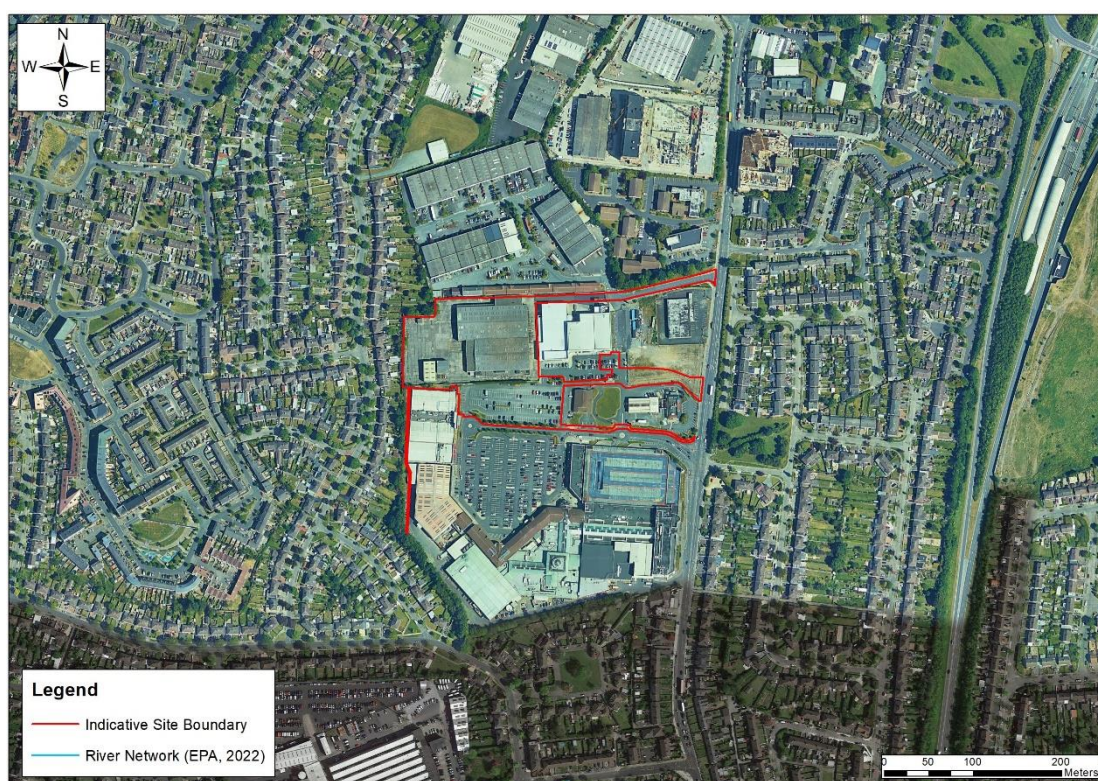 N
W E
S
Legend
Indicative Site Boundary
River Network (EPA, 2022)
0 50 100 200
Meters